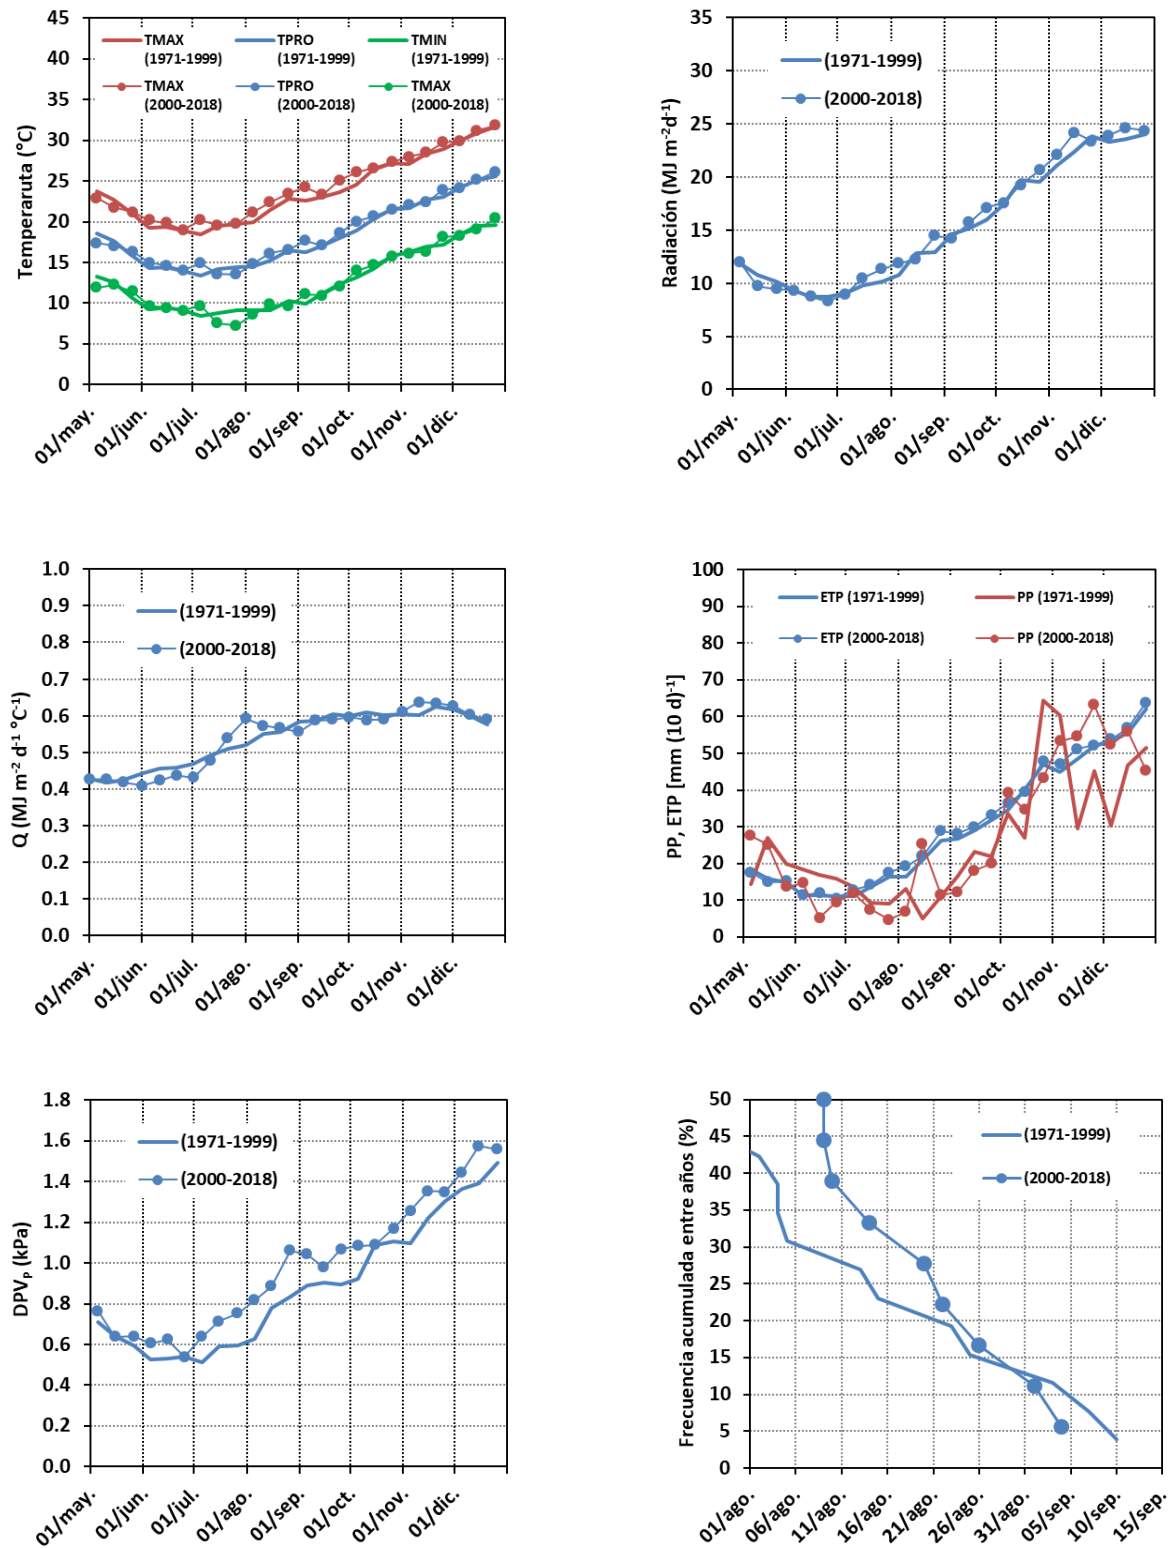 45
40
35
30
25
20
15
10
5
0
Temperaruta (°C)
TMAX
(1971-1999)
TPRO
(1971-1999)
TMIN
(1971-1999)
TMAX
(2000-2018)
TPRO
(2000-2018)
TMAX
(2000-2018)
01/may.
01/jun.
01/jul.
01/ago.
01/sep.
01/oct.
01/nov.
01/dic.
35
30
25
20
15
10
5
0
Radiación (MJ m⁻²d⁻¹)
(1971-1999)
(2000-2018)
01/may.
01/jun.
01/jul.
01/ago.
01/sep.
01/oct.
01/nov.
01/dic.
1.0
0.9
0.8
0.7
0.6
0.5
0.4
0.3
0.2
0.1
0.0
Q (MJ m⁻² d⁻¹ °C⁻¹)
(1971-1999)
(2000-2018)
01/may.
01/jun.
01/jul.
01/ago.
01/sep.
01/oct.
01/nov.
01/dic.
100
90
80
70
60
50
40
30
20
10
0
PP, ETP [mm (10 d)⁻¹]
ETP (1971-1999)
PP (1971-1999)
ETP (2000-2018)
PP (2000-2018)
01/may.
01/jun.
01/jul.
01/ago.
01/sep.
01/oct.
01/nov.
01/dic.
1.8
1.6
1.4
1.2
1.0
0.8
0.6
0.4
0.2
0.0
DPVₚ (kPa)
(1971-1999)
(2000-2018)
01/may.
01/jun.
01/jul.
01/ago.
01/sep.
01/oct.
01/nov.
01/dic.
50
45
40
35
30
25
20
15
10
5
0
Frecuencia acumulada entre años (%)
(1971-1999)
(2000-2018)
01/ago.
06/ago.
11/ago.
16/ago.
21/ago.
26/ago.
31/ago.
05/sep.
10/sep.
15/sep.